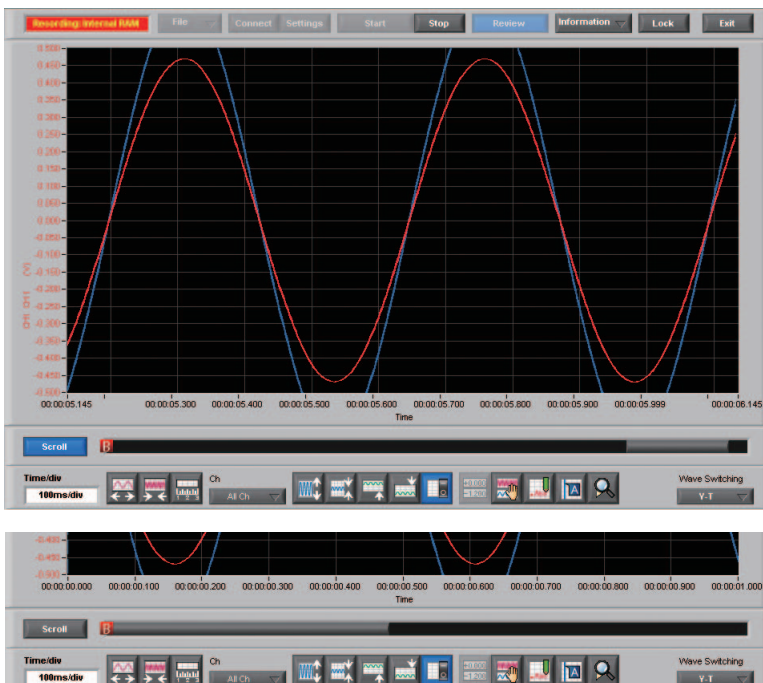 Recording: Internal RAM File Connect Settings Start Stop Review Information Lock Exit
0.500
0.450
0.400
0.350
0.300
0.250
0.200
0.150
0.100
0.050
0.000
-0.050
-0.100
-0.150
-0.200
-0.250
-0.300
-0.350
-0.400
-0.450
-0.500
(V)
00:00:05.145 00:00:05.300 00:00:05.400 00:00:05.500 00:00:05.600 00:00:05.700 00:00:05.800 00:00:05.900 00:00:05.999 00:00:06.145
Time
Scroll B
Time/div Ch Wave Switching
100ms/div All Ch +0.000 -1.200 A Y-T
-0.400
-0.450
-0.500
00:00:00.000 00:00:00.100 00:00:00.200 00:00:00.300 00:00:00.400 00:00:00.500 00:00:00.600 00:00:00.700 00:00:00.800 00:00:00.900 00:00:01.000
Time
Scroll B
Time/div Ch Wave Switching
100ms/div All Ch +0.000 -1.200 A Y-T